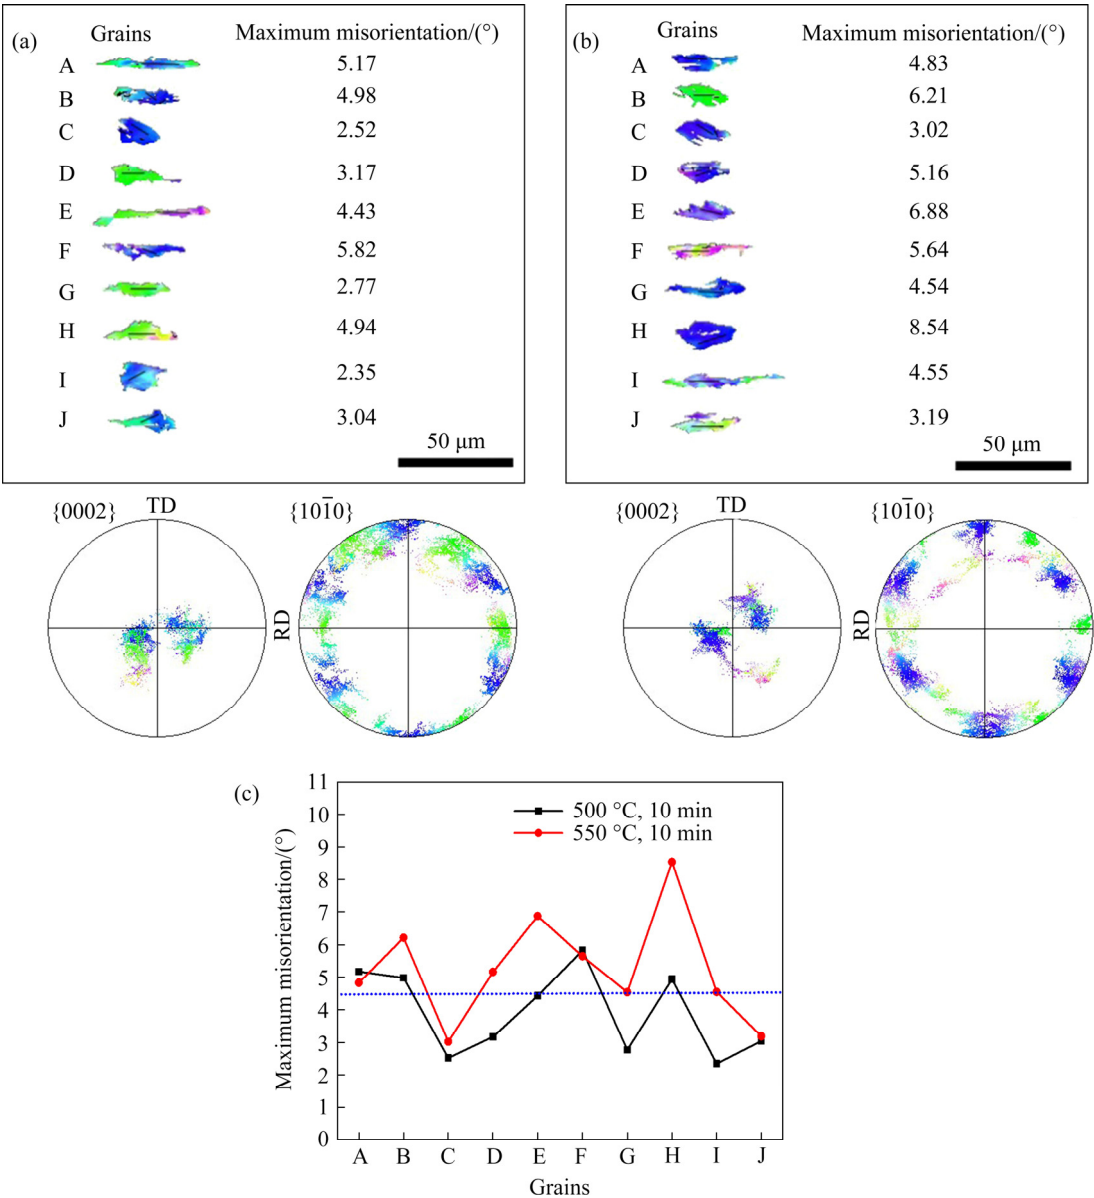 (a) Grains Maximum misorientation/(°)
A 5.17
B 4.98
C 2.52
D 3.17
E 4.43
F 5.82
G 2.77
H 4.94
I 2.35
J 3.04
50 μm
(b) Grains Maximum misorientation/(°)
A 4.83
B 6.21
C 3.02
D 5.16
E 6.88
F 5.64
G 4.54
H 8.54
I 4.55
J 3.19
50 μm
{0002} TD {101̅0}
RD
{0002} TD {101̅0}
RD
(c)
Maximum misorientation/(°)
11
10
9
8
7
6
5
4
3
2
1
0
500 °C, 10 min
550 °C, 10 min
A B C D E F G H I J
Grains